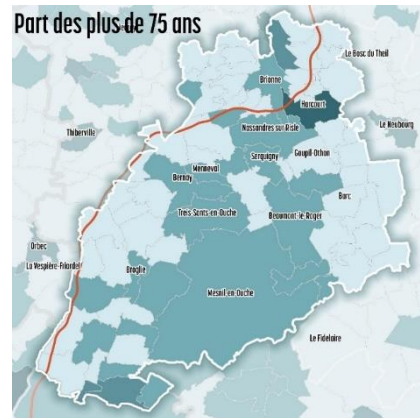 Part des plus de 75 ans
Le Bosc du Theil
Brionne
Harcourt
Thiberville
Le Neubourg
Nassandres sur Risle
Serquigny
Goupil-Othon
Menneval
Bernay
Barc
Treis-Sants-en-Ouche
Beaumont-le-Roger
Orbec
La Vespière-Friardel
Broglie
Mesnil-en-Ouche
Le Fidelaire